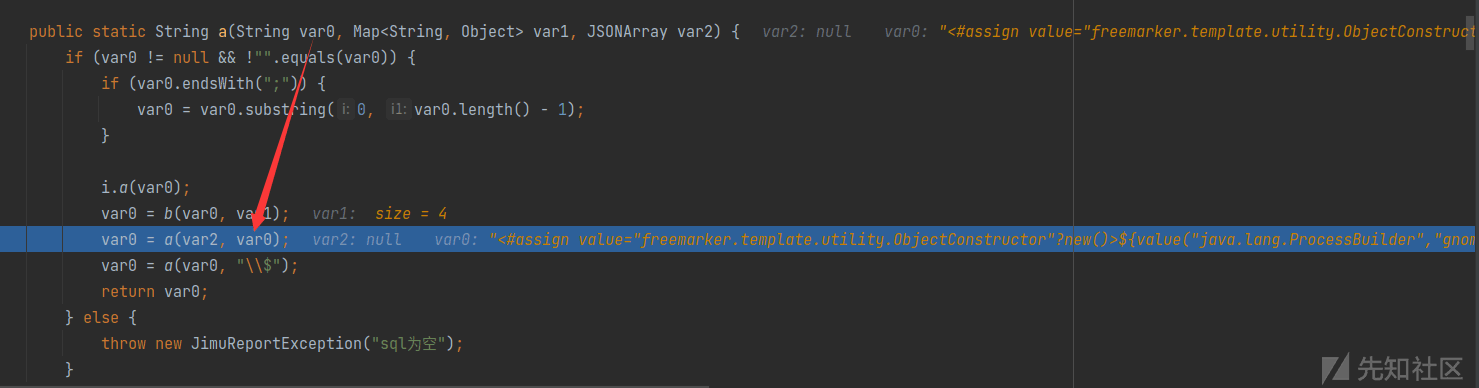 public static String a(String var0, Map<String, Object> var1, JSONArray var2) { var2: null var0: "<#assign value="freemarker.template.utility.ObjectConstruct
if (var0 != null && !"".equals(var0)) {
if (var0.endsWith(";")) {
var0 = var0.substring( i: 0, i1: var0.length() - 1);
}
i.a(var0);
var0 = b(var0, var1); var1: size = 4
var0 = a(var2, var0); var2: null var0: "<#assign value="freemarker.template.utility.ObjectConstructor"?new()>${value("java.lang.ProcessBuilder","gnom
var0 = a(var0, "\\$");
return var0;
} else {
throw new JimuReportException("sql为空");
}
先知社区